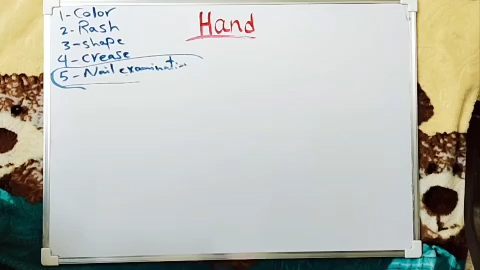 Hand
1-Color
2-Rash
3-shape
4-crease
5-Nail examination